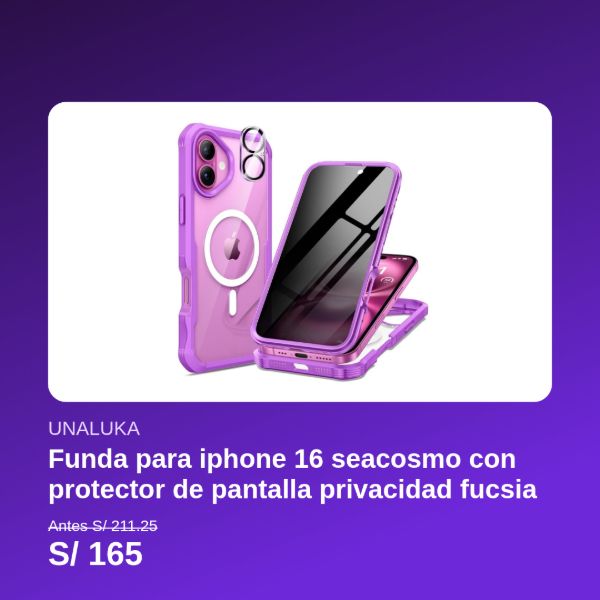 UNALUKA
Funda para iphone 16 seacosmo con
protector de pantalla privacidad fucsia
Antes S/ 211.25
S/ 165